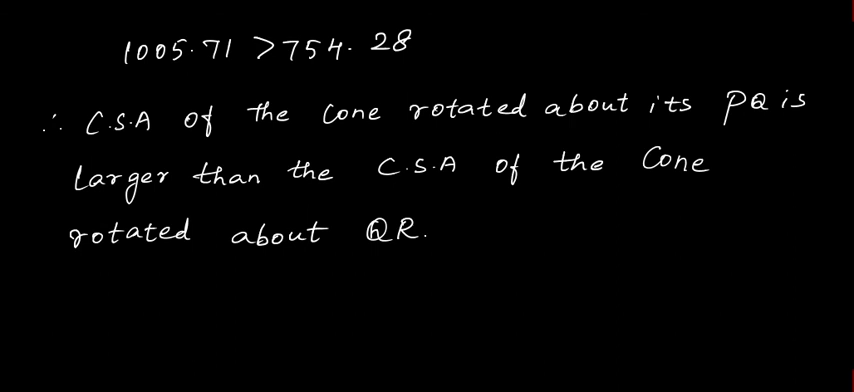 1005.71 > 754.28
∴ C.S.A of the Cone rotated about its PQ is
Larger than the C.S.A of the Cone
rotated about QR.